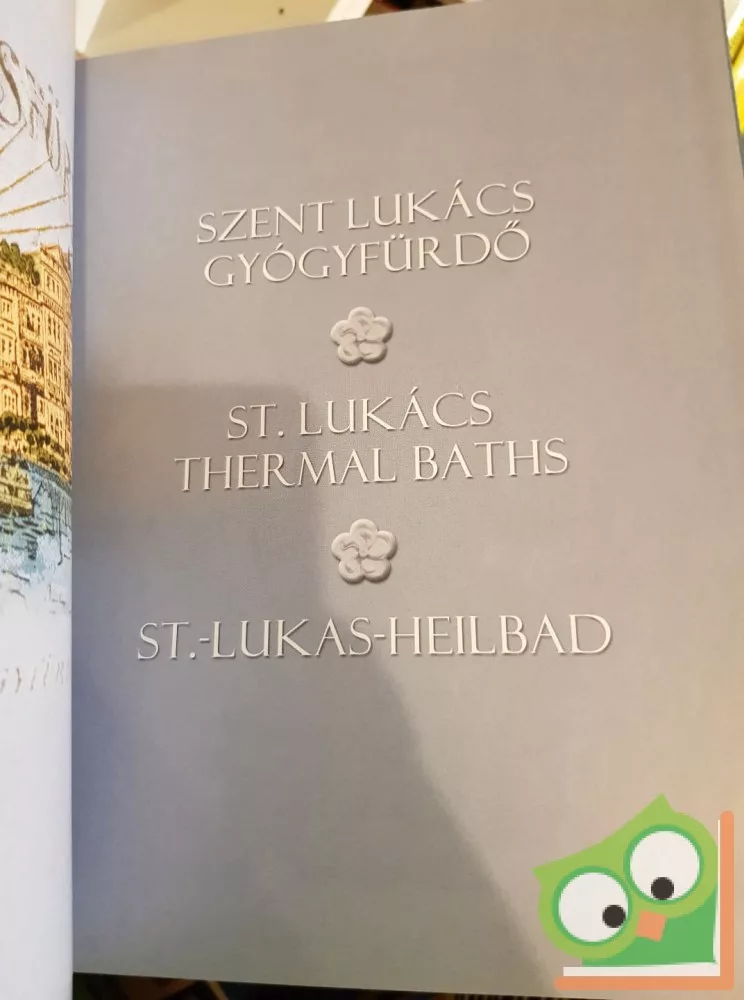 SZENT LUKÁCS
GYÓGYFÜRDŐ
ST. LUKÁCS
THERMAL BATHS
ST.-LUKAS-HEILBAD